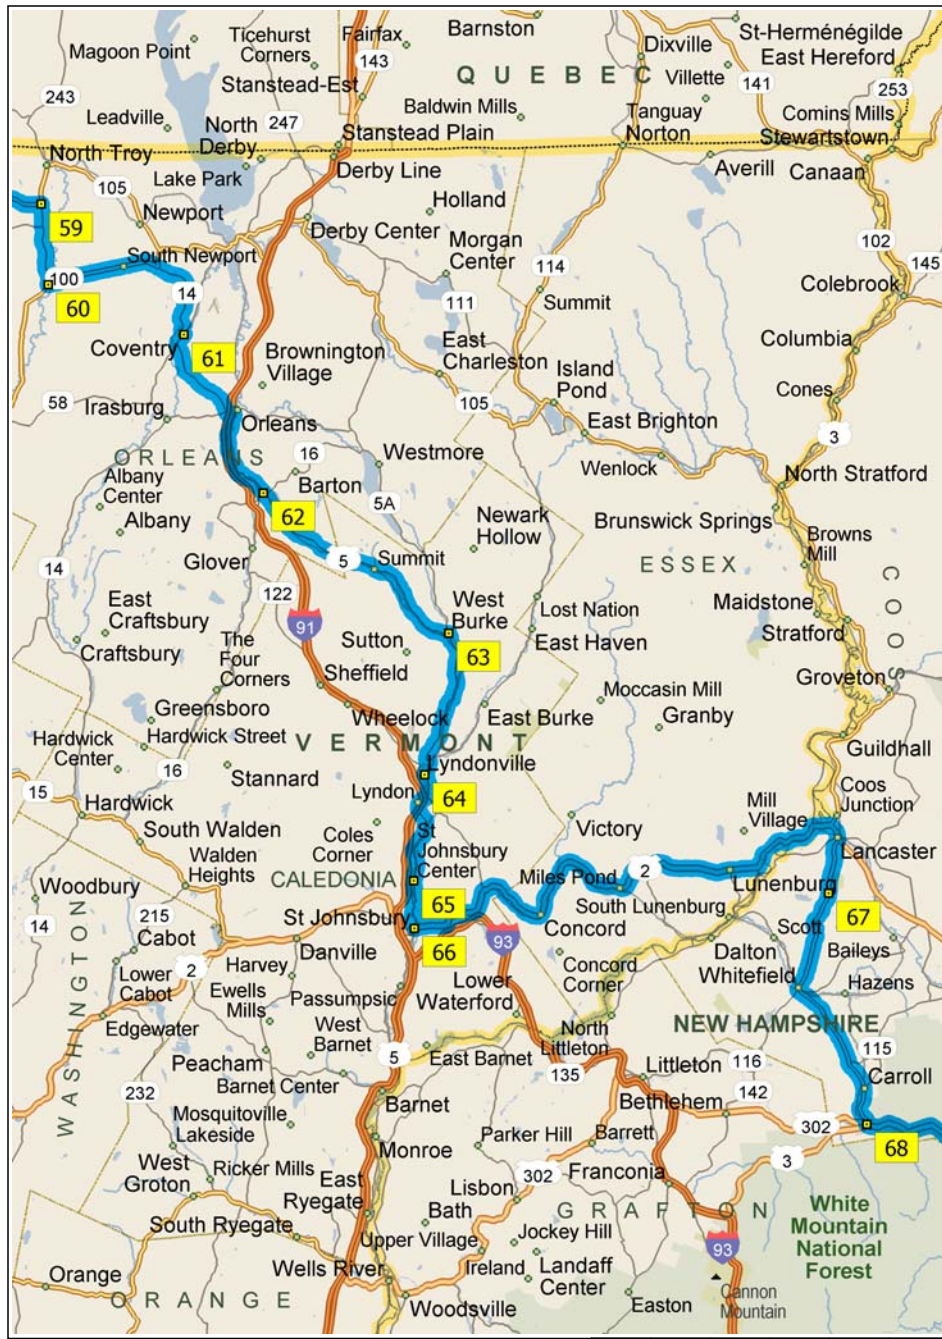 Magoon Point
Ticehurst
Corners
Fairfax
Barnston
Dixville
St-Herménégilde
East Hereford
143
Stanstead-Est
QUEBEC
Villette
141
253
243
Leadville
247
North
Derby
Baldwin Mills
Tanguay
Comins Mills
Stanstead Plain
Norton
Stewartstown
North Troy
Lake Park
Derby Line
Averill
Canaan
105
Newport
Holland
59
Derby Center
Morgan
Center
102
South Newport
114
145
100
60
14
111
Summit
Colebrook
Coventry
61
East
Charleston
Columbia
Brownington
Village
Island
Pond
Cones
58
Irasburg
Orleans
105
East Brighton
3
ORLEANS
16
Westmore
Wenlock
North Stratford
Albany
Center
Barton
5A
Albany
62
Newark
Hollow
Brunswick Springs
Browns
Mill
Glover
5
Summit
ESSEX
COOS
14
122
East
Craftsbury
91
West
Burke
Lost Nation
Maidstone
Craftsbury
The
Four
Corners
Sutton
63
East Haven
Stratford
Sheffield
Moccasin Mill
Groveton
Greensboro
Wheelock
East Burke
Granby
Hardwick
Center
Hardwick Street
VERMONT
Guildhall
16
Stannard
Lyndonville
15
Lyndon
64
Coos
Junction
Hardwick
Mill
Village
South Walden
Coles
Corner
St
Johnsbury
Center
Victory
Walden
Heights
Lancaster
CALEDONIA
Miles Pond
2
Lunenburg
Woodbury
65
67
WASHINGTON
215
St Johnsbury
South Lunenburg
14
66
Concord
Scott
Cabot
Danville
93
Dalton
Baileys
Lower
Cabot
2
Harvey
Lower
Waterford
Concord
Corner
Whitefield
Hazens
Ewells
Mills
Passumpsic
Edgewater
West
Barnet
North
Littleton
NEW HAMPSHIRE
Peacham
5
East Barnet
115
Barnet Center
135
Littleton
116
Carroll
232
Barnet
Bethlehem
142
Mosquitoville
Lakeside
302
68
Monroe
Parker Hill
Barrett
West
Groton
Ricker Mills
East
Ryegate
302
Franconia
3
Lisbon
White
Mountain
National
Forest
South Ryegate
Bath
GRAFTON
Upper Village
Jockey Hill
93
Orange
Wells River
Ireland
Landaff
Center
Cannon
Mountain
ORANGE
Woodsville
Easton